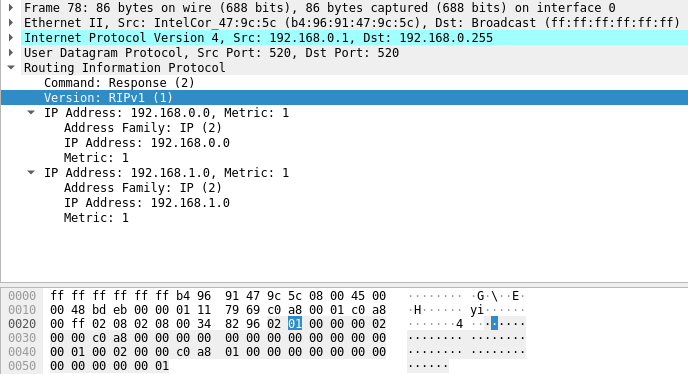 Frame 78: 86 bytes on wire (688 bits), 86 bytes captured (688 bits) on interface 0
Ethernet II, Src: IntelCor_47:9c:5c (b4:96:91:47:9c:5c), Dst: Broadcast (ff:ff:ff:ff:ff:ff)
Internet Protocol Version 4, Src: 192.168.0.1, Dst: 192.168.0.255
User Datagram Protocol, Src Port: 520, Dst Port: 520
Routing Information Protocol
Command: Response (2)
Version: RIPv1 (1)
IP Address: 192.168.0.0, Metric: 1
Address Family: IP (2)
IP Address: 192.168.0.0
Metric: 1
IP Address: 192.168.1.0, Metric: 1
Address Family: IP (2)
IP Address: 192.168.1.0
Metric: 1
0000 ff ff ff ff ff ff b4 96 91 47 9c 5c 08 00 45 00 ········ ·G·\··E·
0010 00 48 bd eb 00 00 01 11 79 69 c0 a8 00 01 c0 a8 ·H······ yi······
0020 00 ff 02 08 02 08 00 34 82 96 02 01 00 00 00 02 ·······4 ········
0030 00 00 c0 a8 00 00 00 00 00 00 00 00 00 00 00 00 ········ ········
0040 00 01 00 02 00 00 c0 a8 01 00 00 00 00 00 00 00 ········ ········
0050 00 00 00 00 00 01 ······